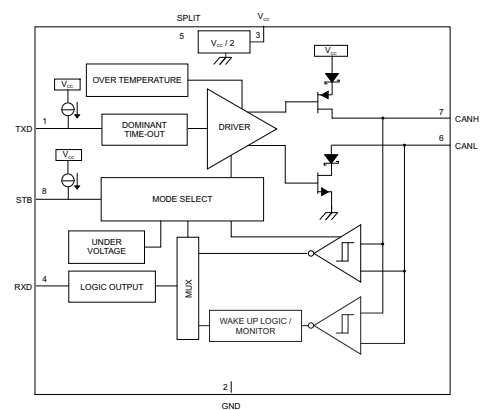 SPLIT
VCC
5
3
VCC / 2
VCC
OVER TEMPERATURE
VCC
7
CANH
1
TXD
DOMINANT
TIME-OUT
DRIVER
6
CANL
VCC
8
STB
MODE SELECT
UNDER
VOLTAGE
4
RXD
LOGIC OUTPUT
MUX
WAKE UP LOGIC /
MONITOR
2
GND